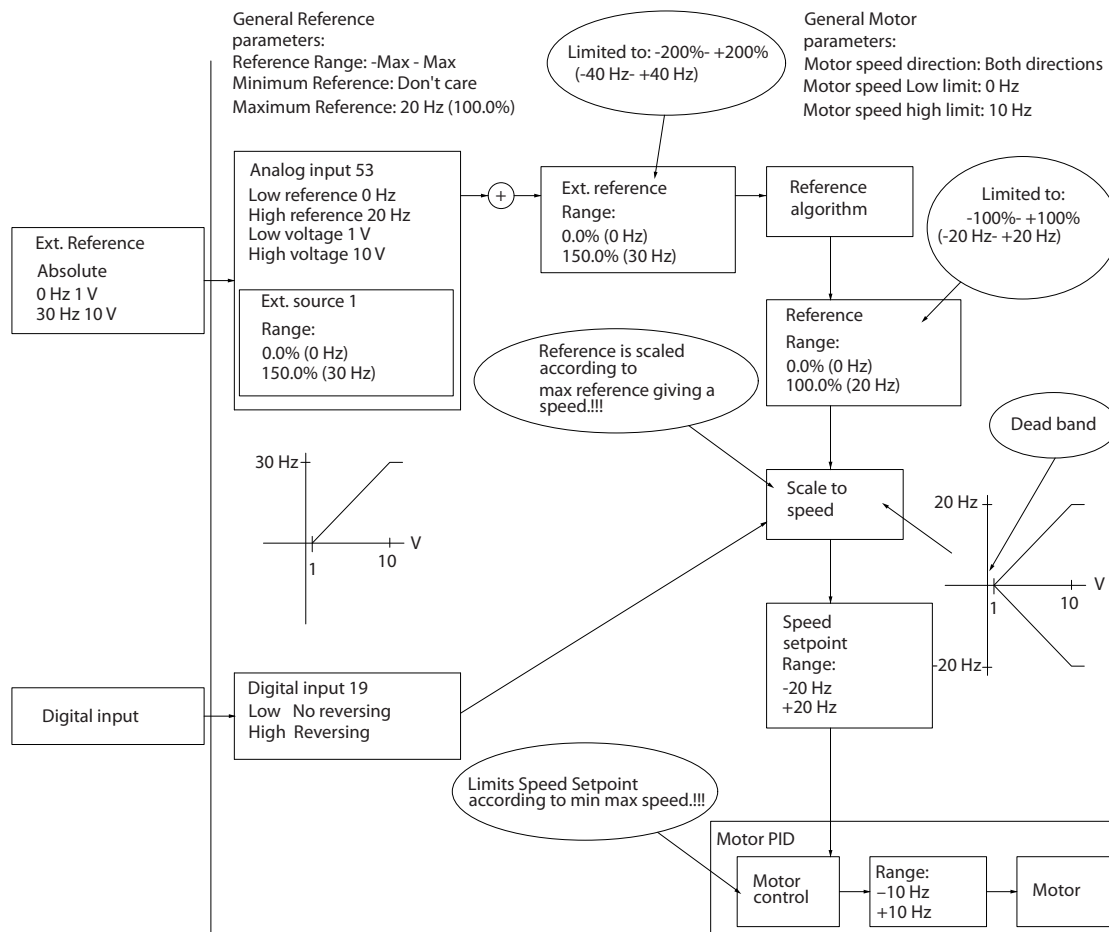 General Reference
parameters:
Reference Range: -Max - Max
Minimum Reference: Don't care
Maximum Reference: 20 Hz (100.0%)
Limited to: -200%- +200%
(-40 Hz- +40 Hz)
General Motor
parameters:
Motor speed direction: Both directions
Motor speed Low limit: 0 Hz
Motor speed high limit: 10 Hz
Ext. Reference
Absolute
0 Hz 1 V
30 Hz 10 V
Analog input 53
Low reference 0 Hz
High reference 20 Hz
Low voltage 1 V
High voltage 10 V
Ext. source 1
Range:
0.0% (0 Hz)
150.0% (30 Hz)
+
Ext. reference
Range:
0.0% (0 Hz)
150.0% (30 Hz)
Reference
algorithm
Limited to:
-100%- +100%
(-20 Hz- +20 Hz)
Reference
Range:
0.0% (0 Hz)
100.0% (20 Hz)
Reference is scaled
according to
max reference giving a
speed.!!!
Dead band
30 Hz
1
10
V
Scale to
speed
20 Hz
1
10
V
-20 Hz
Speed
setpoint
Range:
-20 Hz
+20 Hz
Digital input
Digital input 19
Low No reversing
High Reversing
Limits Speed Setpoint
according to min max speed.!!!
Motor PID
Motor
control
Range:
–10 Hz
+10 Hz
Motor